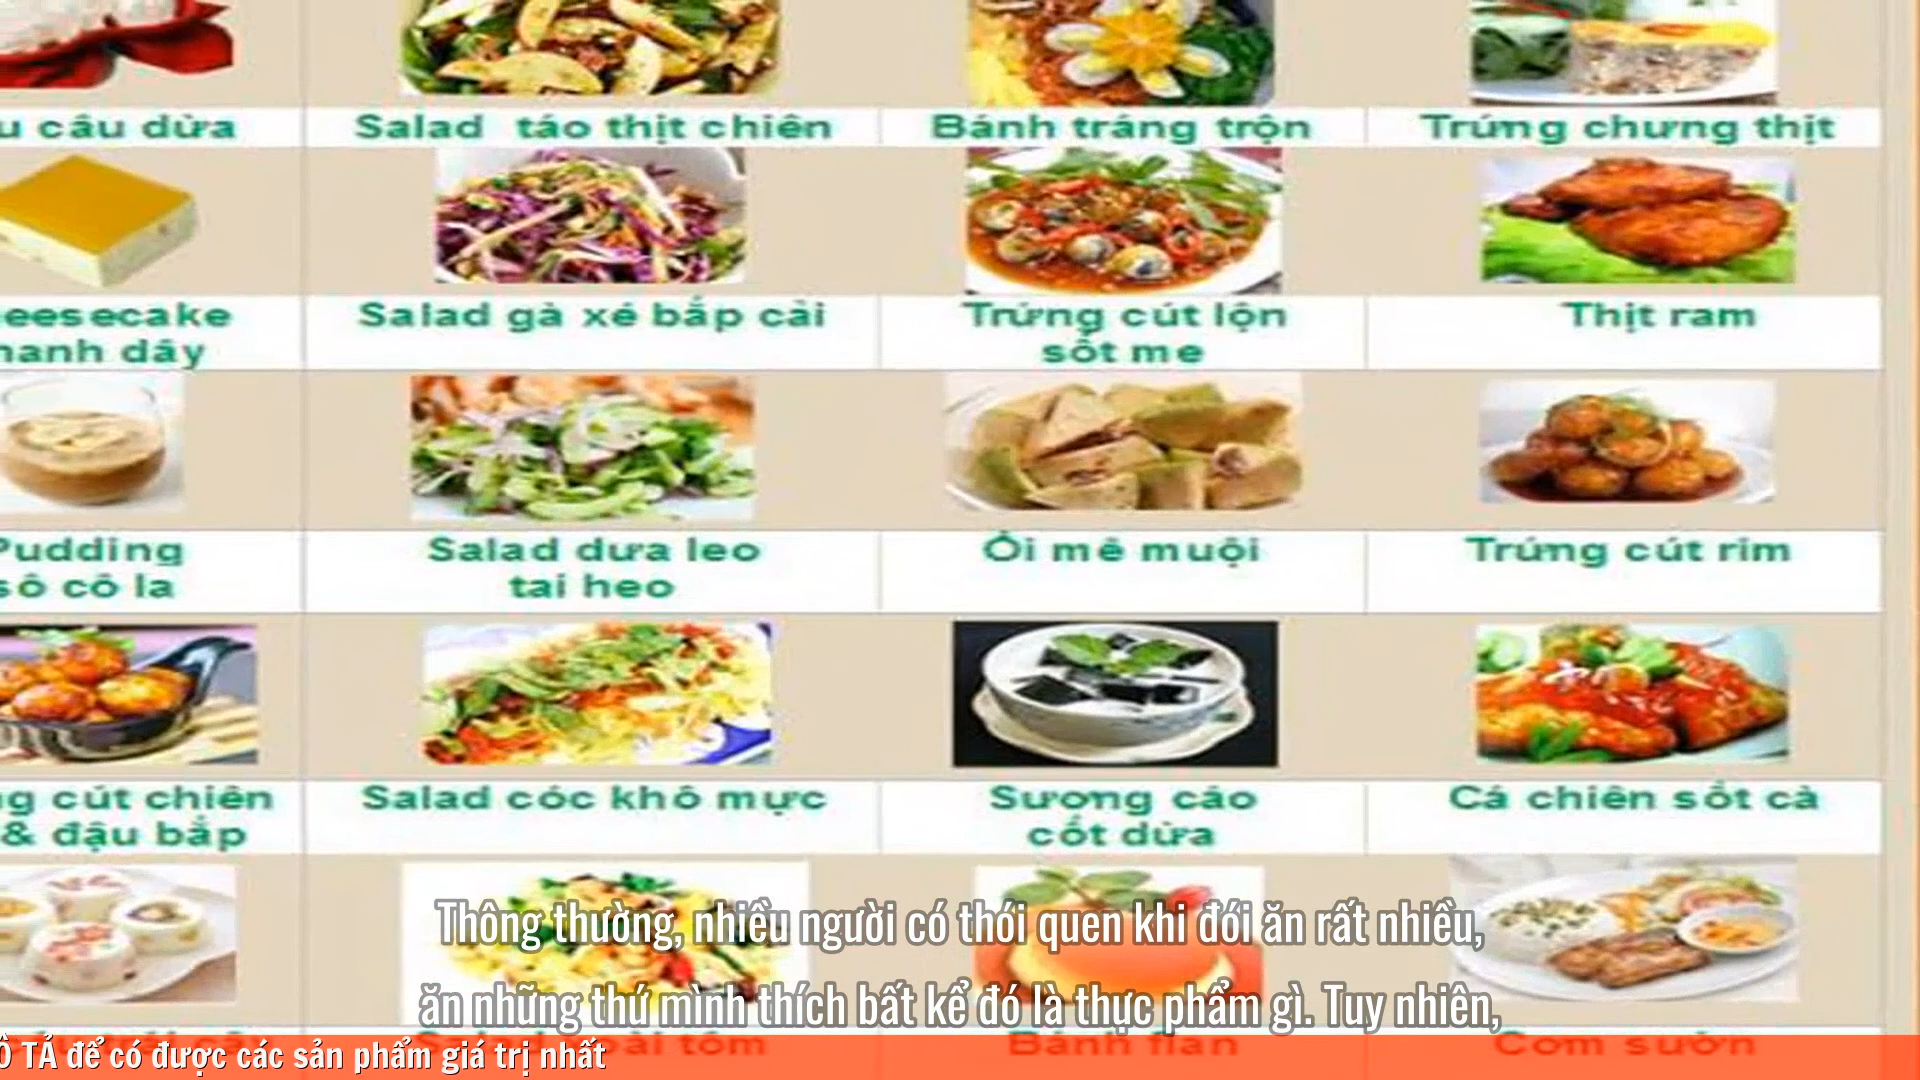 u câu dừa
Salad táo thịt chiên
Bánh tráng trộn
Trứng chưng thịt
eesecake
hanh dây
Salad gà xé bắp cải
Trứng cút lộn
sốt me
Thịt ram
Pudding
sô cô la
Salad dưa leo
tai heo
Ổi mê muội
Trứng cút rim
g cút chiên
& đậu bắp
Salad cóc khô mực
Sương cáo
cốt dừa
Cá chiên sốt cà
Thông thường, nhiều người có thói quen khi đói ăn rất nhiều,
ăn những thứ mình thích bất kể đó là thực phẩm gì. Tuy nhiên,
Bánh flan
Cơm sườn
Ô TẢ để có được các sản phẩm giá trị nhất